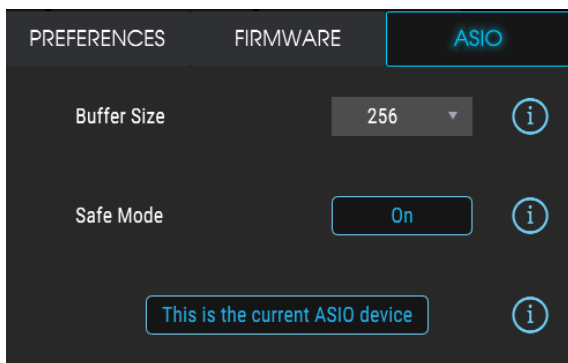 PREFERENCES FIRMWARE ASIO
Buffer Size 256 i
Safe Mode On i
This is the current ASIO device i